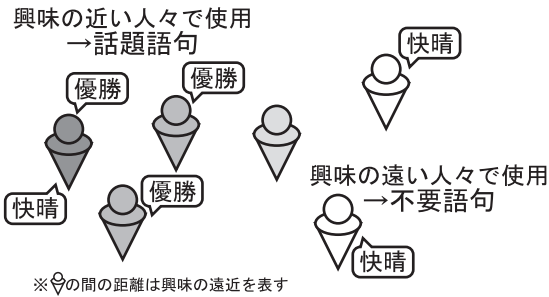 興味の近い人々で使用
→話題語句
優勝
優勝
快晴
快晴
優勝
興味の遠い人々で使用
→不要語句
快晴
※の間の距離は興味の遠近を表す